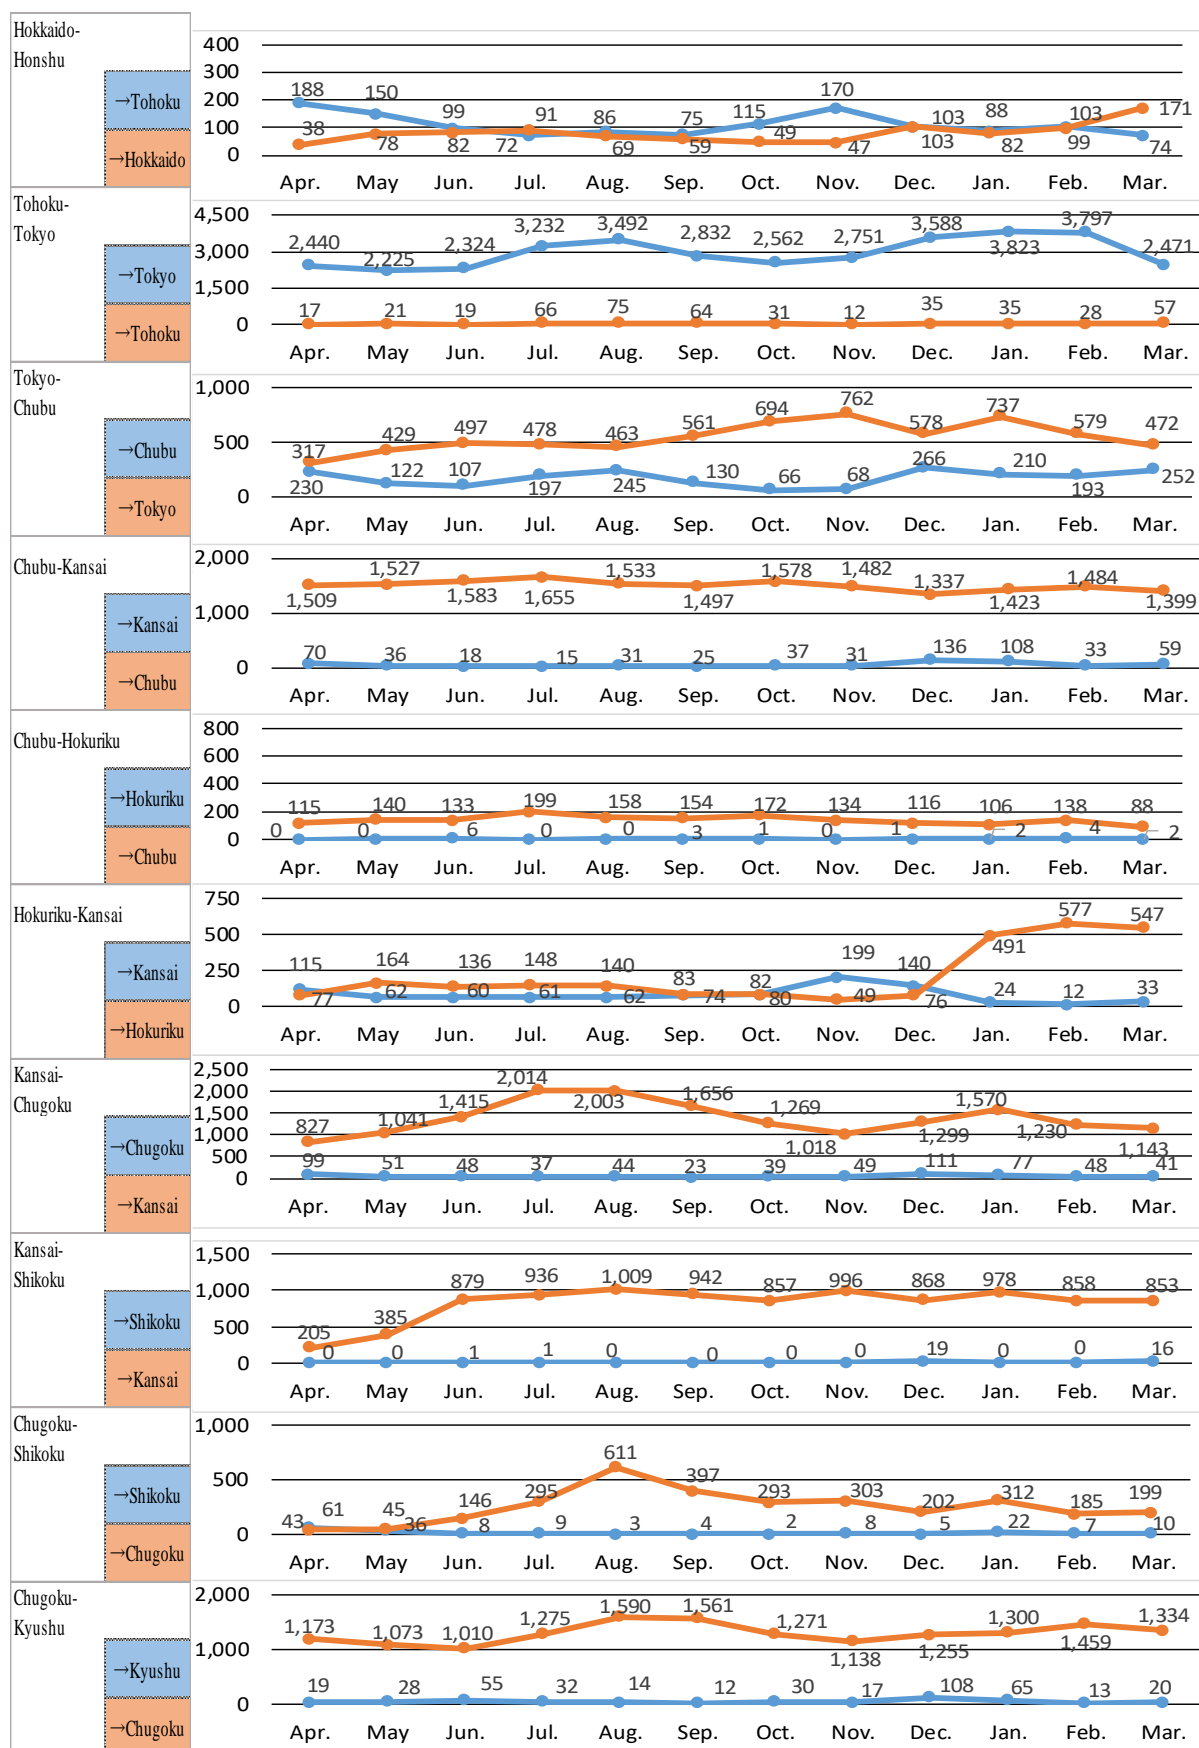 Hokkaido-
Honshu
→Tohoku
→Hokkaido
400
300
200
100
0
188 150 99 91 86 75 115 170 103 88 103 171
38 78 82 72 69 59 49 47 103 82 99 74
Apr. May Jun. Jul. Aug. Sep. Oct. Nov. Dec. Jan. Feb. Mar.
Tohoku-
Tokyo
→Tokyo
→Tohoku
4,500
3,000
1,500
0
2,440 2,225 2,324 3,232 3,492 2,832 2,562 2,751 3,588 3,823 3,797 2,471
17 21 19 66 75 64 31 12 35 35 28 57
Apr. May Jun. Jul. Aug. Sep. Oct. Nov. Dec. Jan. Feb. Mar.
Tokyo-
Chubu
→Chubu
→Tokyo
1,000
500
0
317 429 497 478 463 561 694 762 578 737 579 472
230 122 107 197 245 130 66 68 266 210 193 252
Apr. May Jun. Jul. Aug. Sep. Oct. Nov. Dec. Jan. Feb. Mar.
Chubu-Kansai
→Kansai
→Chubu
2,000
1,000
0
1,509 1,527 1,583 1,655 1,533 1,497 1,578 1,482 1,337 1,423 1,484 1,399
70 36 18 15 31 25 37 31 136 108 33 59
Apr. May Jun. Jul. Aug. Sep. Oct. Nov. Dec. Jan. Feb. Mar.
Chubu-Hokuriku
→Hokuriku
→Chubu
800
600
400
200
0
115 140 133 199 158 154 172 134 116 106 138 88
0 0 6 0 0 3 1 0 1 2 4 2
Apr. May Jun. Jul. Aug. Sep. Oct. Nov. Dec. Jan. Feb. Mar.
Hokuriku-Kansai
→Kansai
→Hokuriku
750
500
250
0
115 164 136 148 140 83 82 199 140 491 577 547
77 62 60 61 62 74 80 49 76 24 12 33
Apr. May Jun. Jul. Aug. Sep. Oct. Nov. Dec. Jan. Feb. Mar.
Kansai-
Chugoku
→Chugoku
→Kansai
2,500
2,000
1,500
1,000
500
0
827 1,041 1,415 2,014 2,003 1,656 1,269 1,018 1,299 1,570 1,230 1,143
99 51 48 37 44 23 39 49 111 77 48 41
Apr. May Jun. Jul. Aug. Sep. Oct. Nov. Dec. Jan. Feb. Mar.
Kansai-
Shikoku
→Shikoku
→Kansai
1,500
1,000
500
0
205 385 879 936 1,009 942 857 996 868 978 858 853
0 0 1 1 0 0 0 0 19 0 0 16
Apr. May Jun. Jul. Aug. Sep. Oct. Nov. Dec. Jan. Feb. Mar.
Chugoku-
Shikoku
→Shikoku
→Chugoku
1,000
500
0
43 61 45 146 295 611 397 293 303 202 312 185 199
36 8 9 3 4 2 8 5 22 7 10
Apr. May Jun. Jul. Aug. Sep. Oct. Nov. Dec. Jan. Feb. Mar.
Chugoku-
Kyushu
→Kyushu
→Chugoku
2,000
1,000
0
1,173 1,073 1,010 1,275 1,590 1,561 1,271 1,138 1,255 1,300 1,459 1,334
19 28 55 32 14 12 30 17 108 65 13 20
Apr. May Jun. Jul. Aug. Sep. Oct. Nov. Dec. Jan. Feb. Mar.